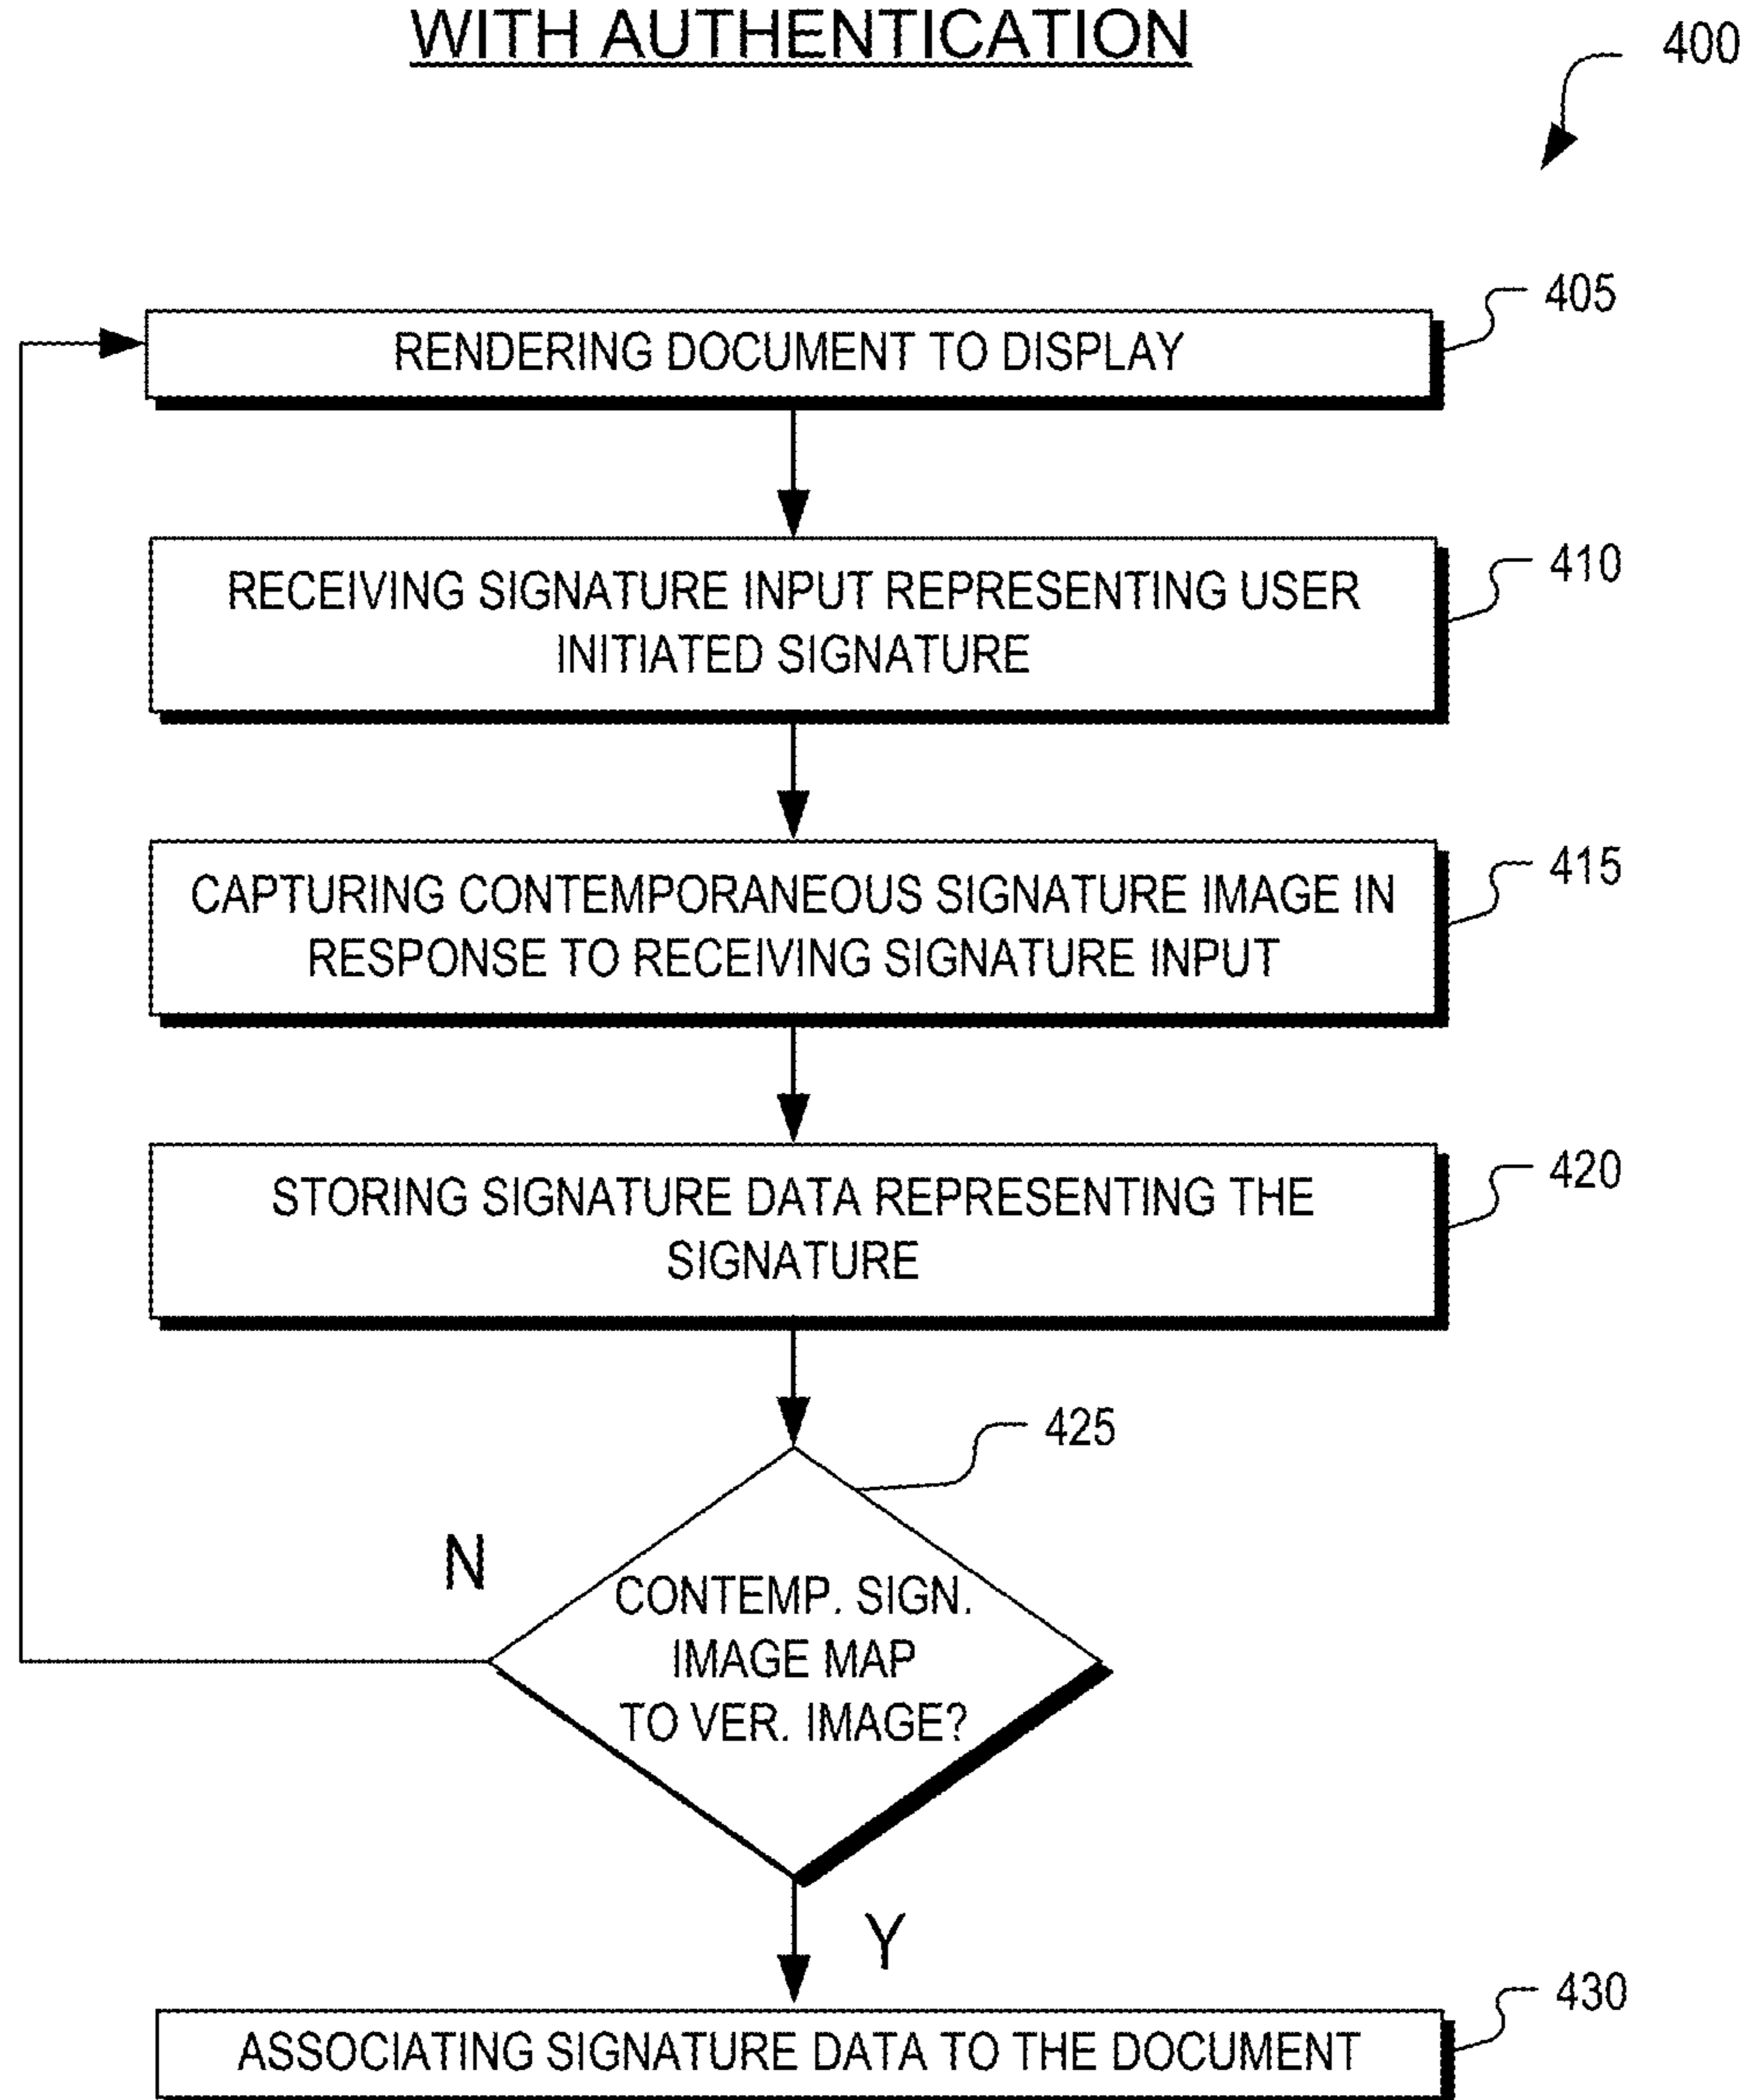 WITH AUTHENTICATION
400
405
RENDERING DOCUMENT TO DISPLAY
410
RECEIVING SIGNATURE INPUT REPRESENTING USER
INITIATED SIGNATURE
415
CAPTURING CONTEMPORANEOUS SIGNATURE IMAGE IN
RESPONSE TO RECEIVING SIGNATURE INPUT
420
STORING SIGNATURE DATA REPRESENTING THE
SIGNATURE
425
N
CONTEMP. SIGN.
IMAGE MAP
TO VER. IMAGE?
Y
430
ASSOCIATING SIGNATURE DATA TO THE DOCUMENT